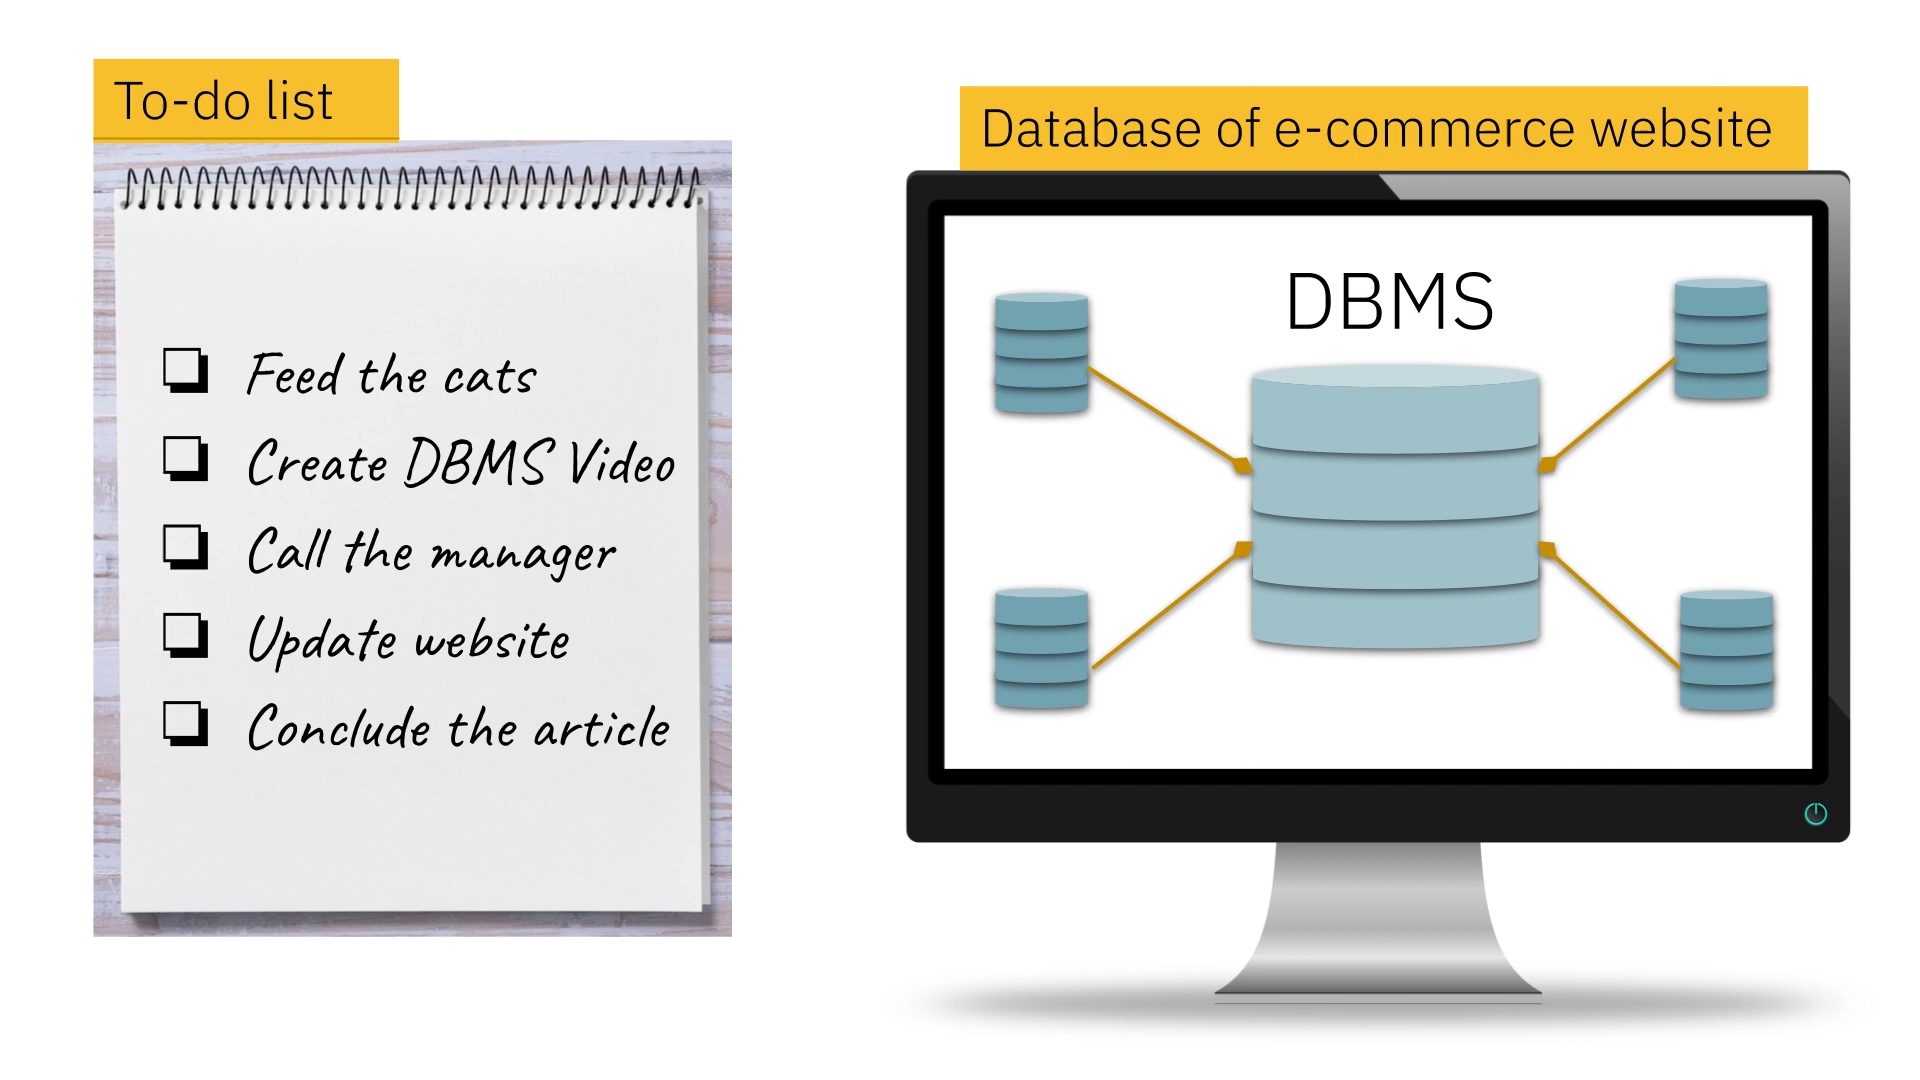 To-do list
Feed the cats
Create DBMS Video
Call the manager
Update website
Conclude the article
Database of e-commerce website
DBMS